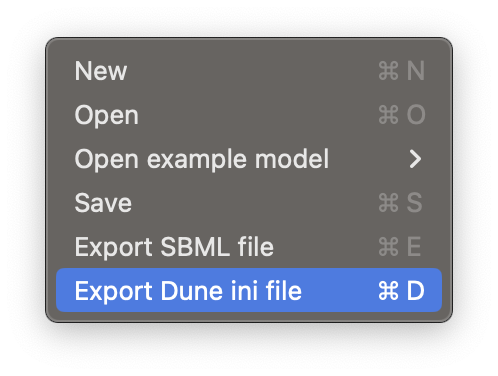 New ⌘ N
Open ⌘ O
Open example model
Save ⌘ S
Export SBML file ⌘ E
Export Dune ini file ⌘ D